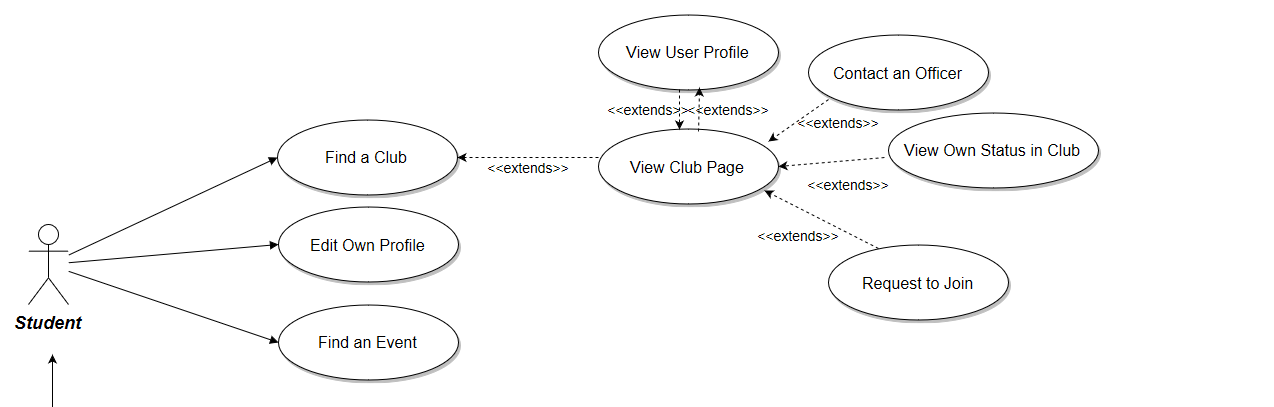 View User Profile
Contact an Officer
<<extends>>
<<extends>>
<<extends>>
Find a Club
View Own Status in Club
<<extends>>
View Club Page
<<extends>>
<<extends>>
Edit Own Profile
Request to Join
Student
Find an Event